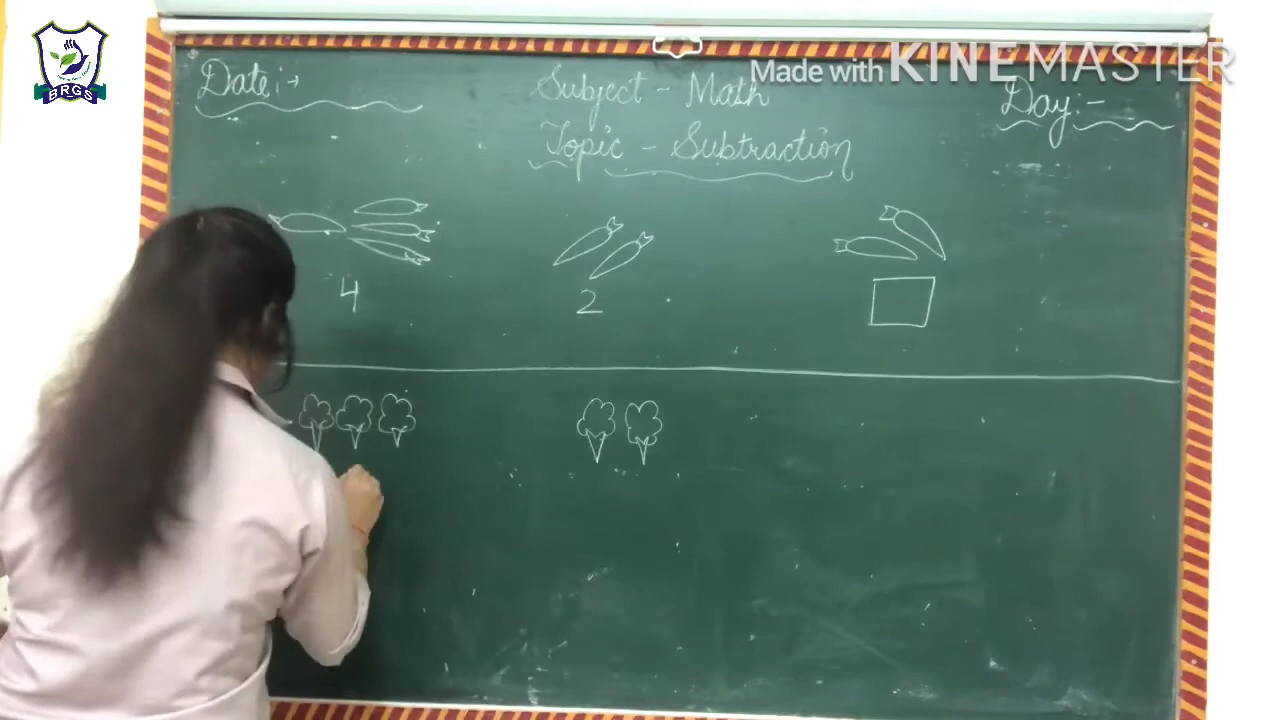 BRGS
Made with KINEMASTER
Date:-
Subject - Math
Day:-
Topic - Subtraction
4
2